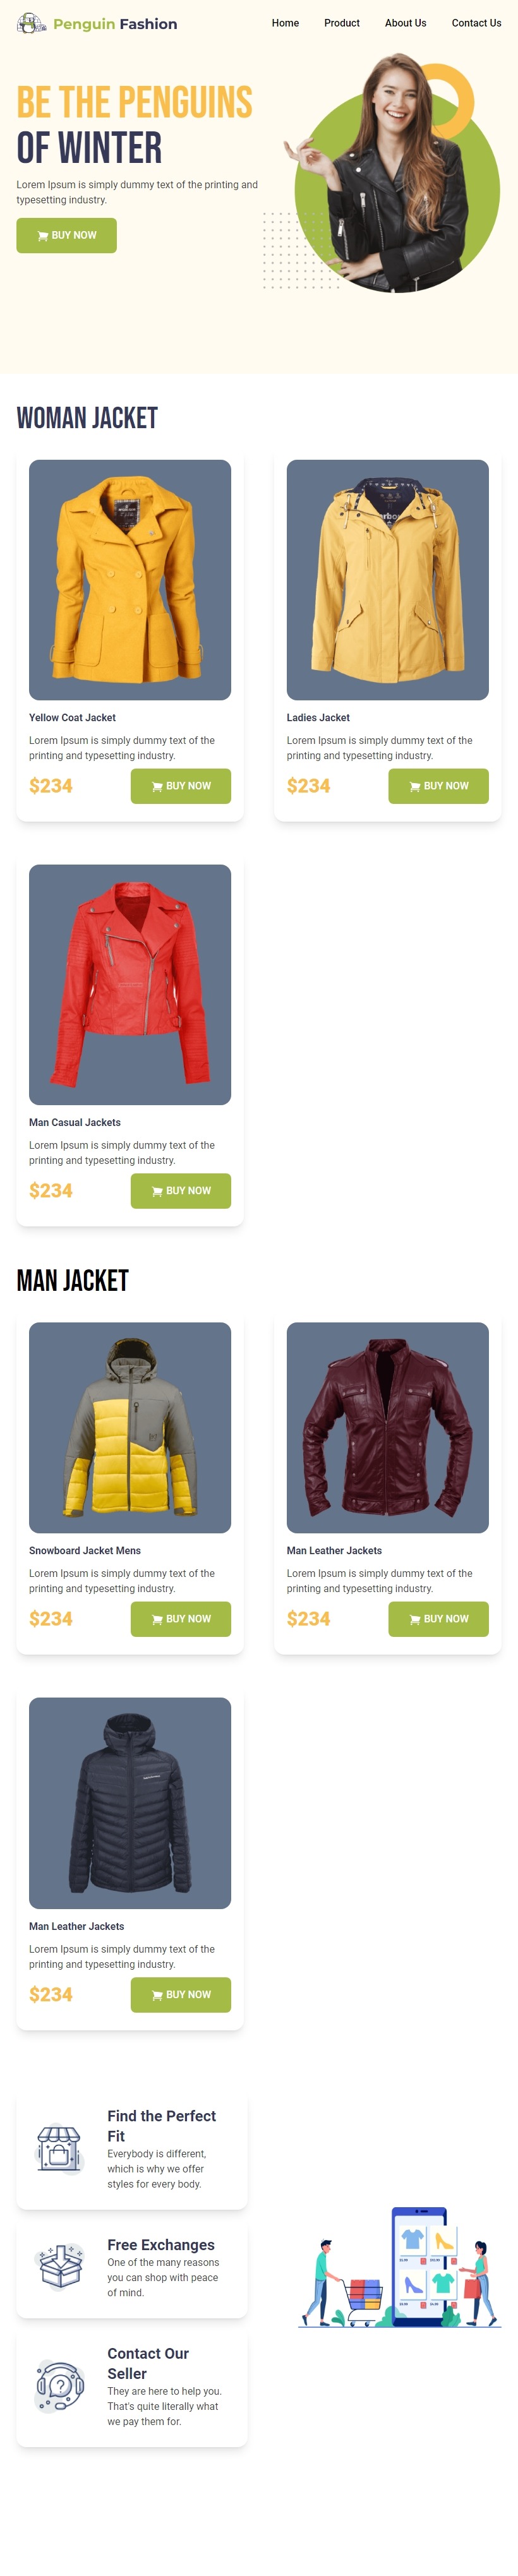 Penguin Fashion
Home Product About Us Contact Us
BE THE PENGUINS
OF WINTER
Lorem Ipsum is simply dummy text of the printing and
typesetting industry.
BUY NOW
WOMAN JACKET
Yellow Coat Jacket
Lorem Ipsum is simply dummy text of the
printing and typesetting industry.
$234 BUY NOW
Ladies Jacket
Lorem Ipsum is simply dummy text of the
printing and typesetting industry.
$234 BUY NOW
Man Casual Jackets
Lorem Ipsum is simply dummy text of the
printing and typesetting industry.
$234 BUY NOW
MAN JACKET
Snowboard Jacket Mens
Lorem Ipsum is simply dummy text of the
printing and typesetting industry.
$234 BUY NOW
Man Leather Jackets
Lorem Ipsum is simply dummy text of the
printing and typesetting industry.
$234 BUY NOW
Man Leather Jackets
Lorem Ipsum is simply dummy text of the
printing and typesetting industry.
$234 BUY NOW
Find the Perfect
Fit
Everybody is different,
which is why we offer
styles for every body.
Free Exchanges
One of the many reasons
you can shop with peace
of mind.
Contact Our
Seller
They are here to help you.
That's quite literally what
we pay them for.